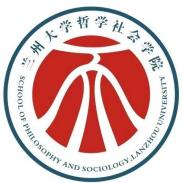 兰州大学哲学社会学院
SCHOOL OF PHILOSOPHY AND SOCIOLOGY, LANZHOU UNIVERSITY